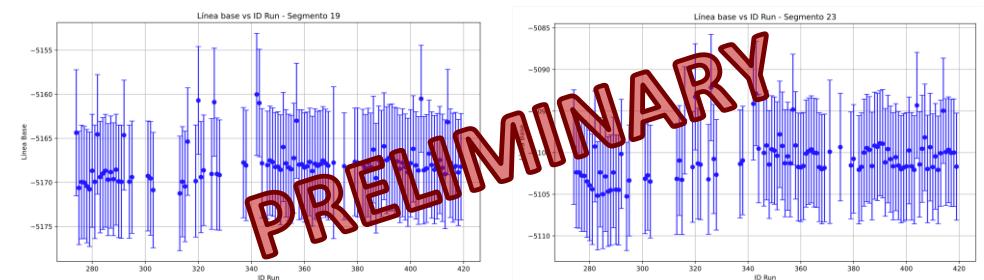 Línea base vs ID Run - Segmento 19
Línea Base
−5155
−5160
−5165
−5170
−5175
280 300 320 340 360 380 400 420
ID Run
Línea base vs ID Run - Segmento 23
−5085
−5090
−5105
−5110
280 300 320 340 360 380 400 420
ID Run
PRELIMINARY